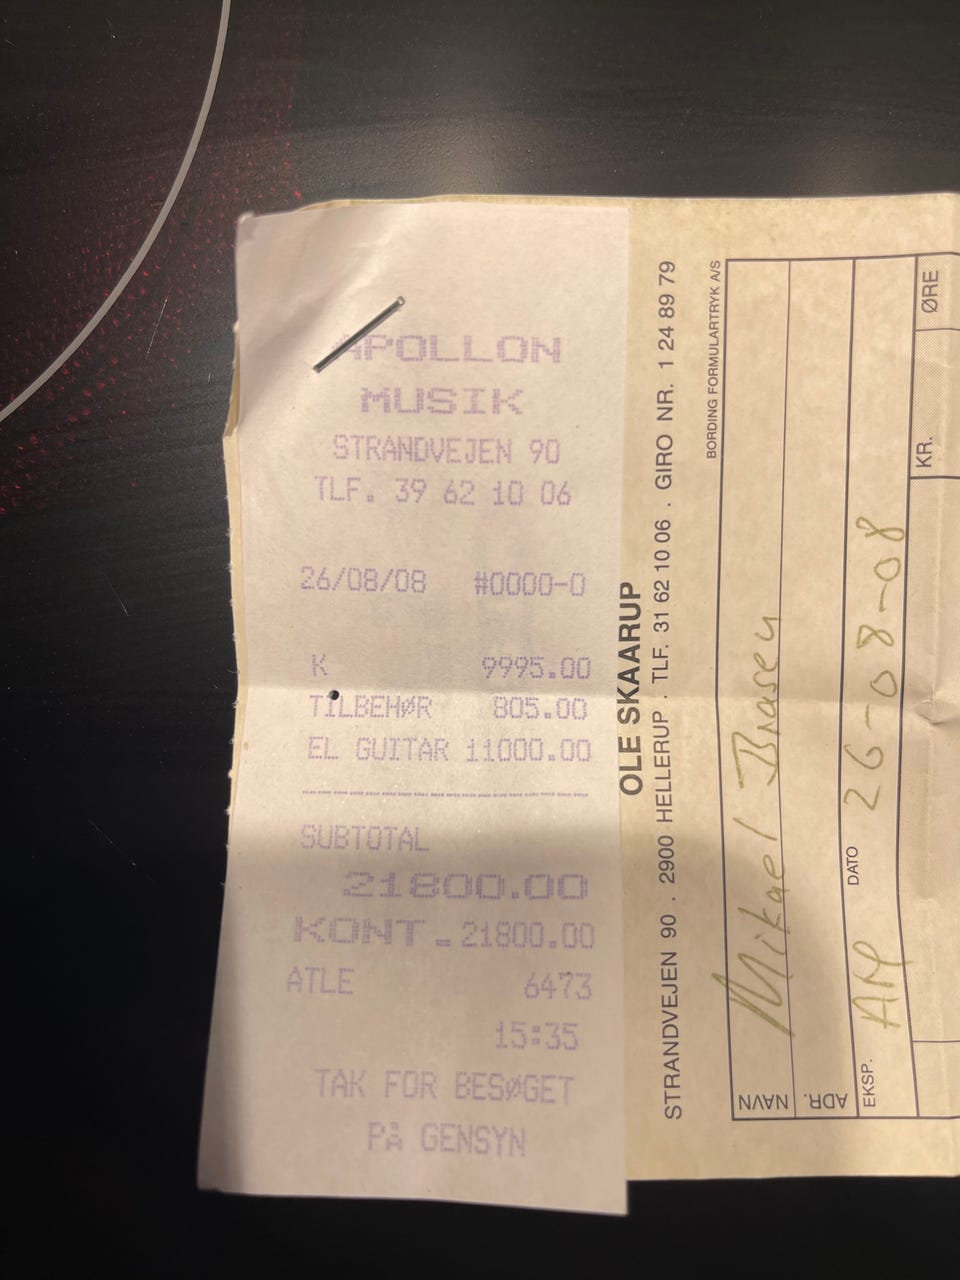 APOLLON
MUSIK
STRANDVEJEN 90
TLF. 39 62 10 06
26/08/08 #0000-0
K 9995.00
TILBEHØR 805.00
EL GUITAR 11000.00
SUBTOTAL
21800.00
KONT. 21800.00
ATLE 6473
15:35
TAK FOR BESØGET
PÅ GENSYN
OLE SKAARUP
STRANDVEJEN 90 . 2900 HELLERUP . TLF. 31 62 10 06 . GIRO NR. 1 24 89 79
BORDING FORMULARTRYK A/S
NAVN Mikael
ADR.
EKSP. AM DATO 26-08-08
KR. ØRE